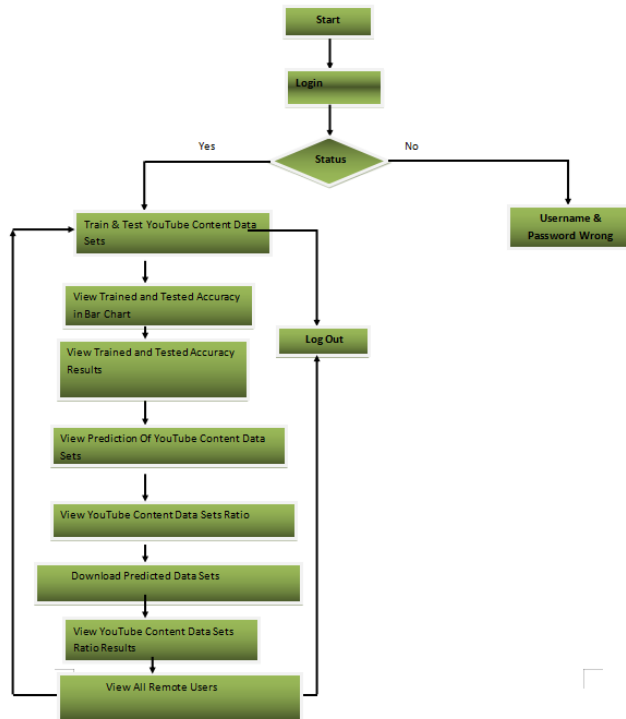 Start
Login
Status
Yes
No
Train & Test YouTube Content Data
Sets
Username &
Password Wrong
View Trained and Tested Accuracy
in Bar Chart
Log Out
View Trained and Tested Accuracy
Results
View Prediction Of YouTube Content Data
Sets
View YouTube Content Data Sets Ratio
Download Predicted Data Sets
View YouTube Content Data Sets
Ratio Results
View All Remote Users